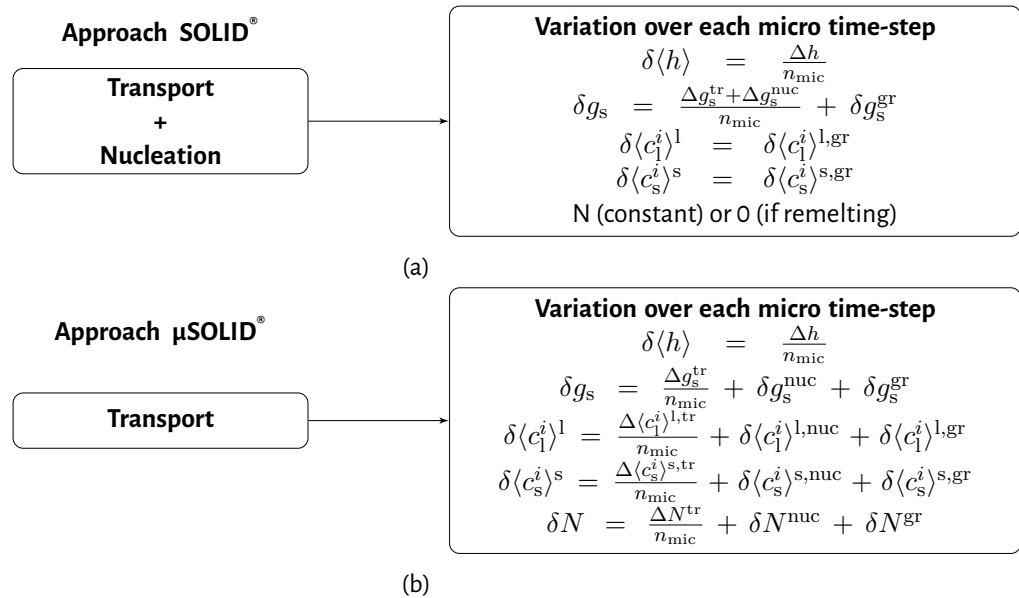 Approach SOLID®
Transport
+
Nucleation
Variation over each micro time-step
δ⟨h⟩ = Δh/n_mic
δg_s = (Δg_s^tr+Δg_s^nuc)/n_mic + δg_s^gr
δ⟨c_l^i⟩^l = δ⟨c_l^i⟩^{l,gr}
δ⟨c_s^i⟩^s = δ⟨c_s^i⟩^{s,gr}
N (constant) or 0 (if remelting)
(a)
Approach µSOLID®
Transport
Variation over each micro time-step
δ⟨h⟩ = Δh/n_mic
δg_s = Δg_s^tr/n_mic + δg_s^nuc + δg_s^gr
δ⟨c_l^i⟩^l = Δ⟨c_l^i⟩^{l,tr}/n_mic + δ⟨c_l^i⟩^{l,nuc} + δ⟨c_l^i⟩^{l,gr}
δ⟨c_s^i⟩^s = Δ⟨c_s^i⟩^{s,tr}/n_mic + δ⟨c_s^i⟩^{s,nuc} + δ⟨c_s^i⟩^{s,gr}
δN = ΔN^tr/n_mic + δN^nuc + δN^gr
(b)